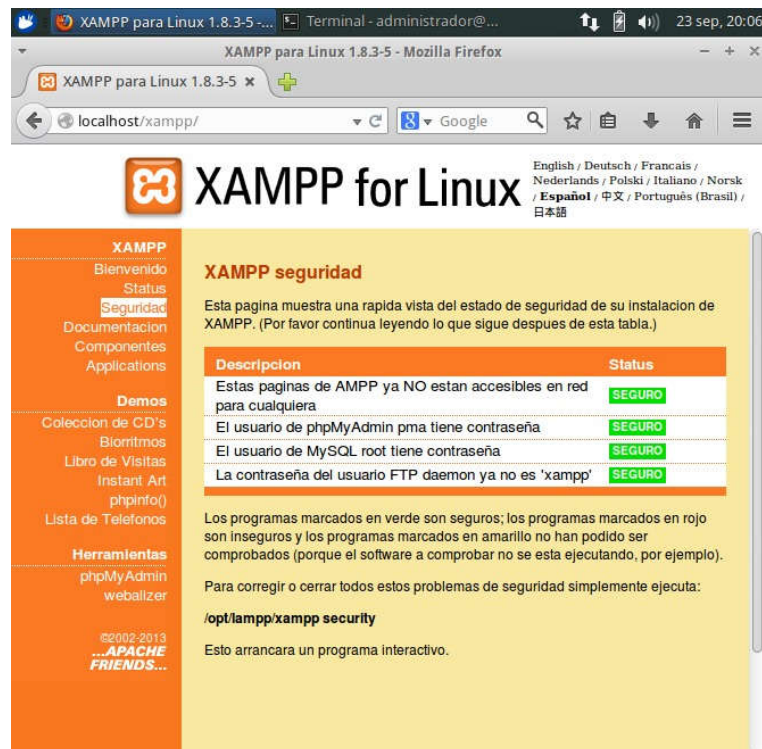 XAMPP para Linux 1.8.3-5 -...
Terminal - administrador@...
23 sep, 20:06
XAMPP para Linux 1.8.3-5 - Mozilla Firefox
XAMPP para Linux 1.8.3-5
localhost/xampp/
Google
XAMPP for Linux
English / Deutsch / Francais /
Nederlands / Polski / Italiano / Norsk
/ Español / 中文 / Português (Brasil) /
日本語
XAMPP
Bienvenido
Status
Seguridad
Documentacion
Componentes
Applications
Demos
Coleccion de CD's
Biorritmos
Libro de Visitas
Instant Art
phpinfo()
Lista de Telefonos
Herramientas
phpMyAdmin
webalizer
©2002-2013
...APACHE
FRIENDS...
XAMPP seguridad
Esta pagina muestra una rapida vista del estado de seguridad de su instalacion de
XAMPP. (Por favor continua leyendo lo que sigue despues de esta tabla.)
Descripcion Status
Estas paginas de AMPP ya NO estan accesibles en red
para cualquiera SEGURO
El usuario de phpMyAdmin pma tiene contraseña SEGURO
El usuario de MySQL root tiene contraseña SEGURO
La contraseña del usuario FTP daemon ya no es 'xampp' SEGURO
Los programas marcados en verde son seguros; los programas marcados en rojo
son inseguros y los programas marcados en amarillo no han podido ser
comprobados (porque el software a comprobar no se esta ejecutando, por ejemplo).
Para corregir o cerrar todos estos problemas de seguridad simplemente ejecuta:
/opt/lampp/xampp security
Esto arrancara un programa interactivo.